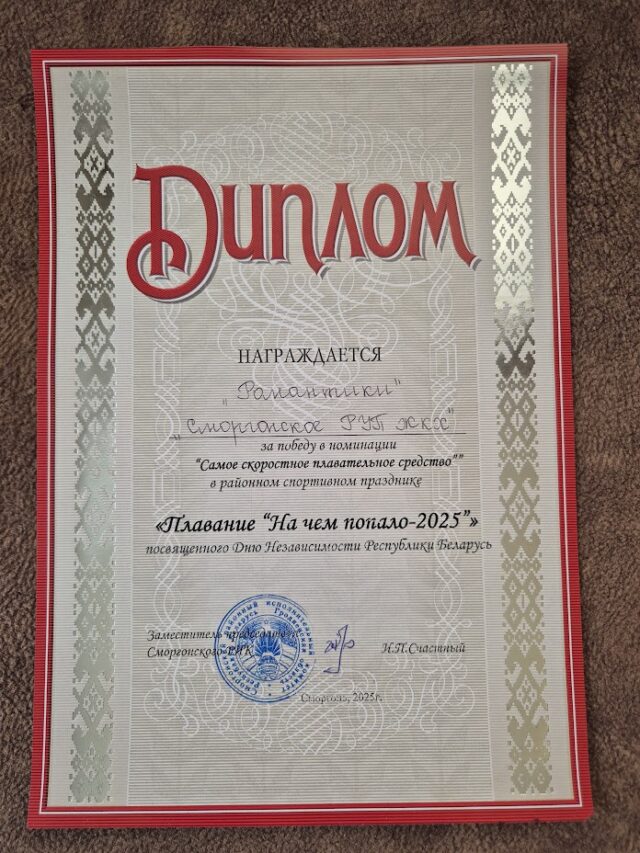 Диплом
НАГРАЖДАЕТСЯ
„Романтики"
„Сморгонское РУП ЖКХ"
за победу в номинации
"Самое скоростное плавательное средство""
в районном спортивном празднике
«Плавание "На чем попало-2025"»
посвященного Дню Независимости Республики Беларусь
Заместитель председателя
Сморгонского РИК И.П.Счастный
Сморгонь, 2025г.